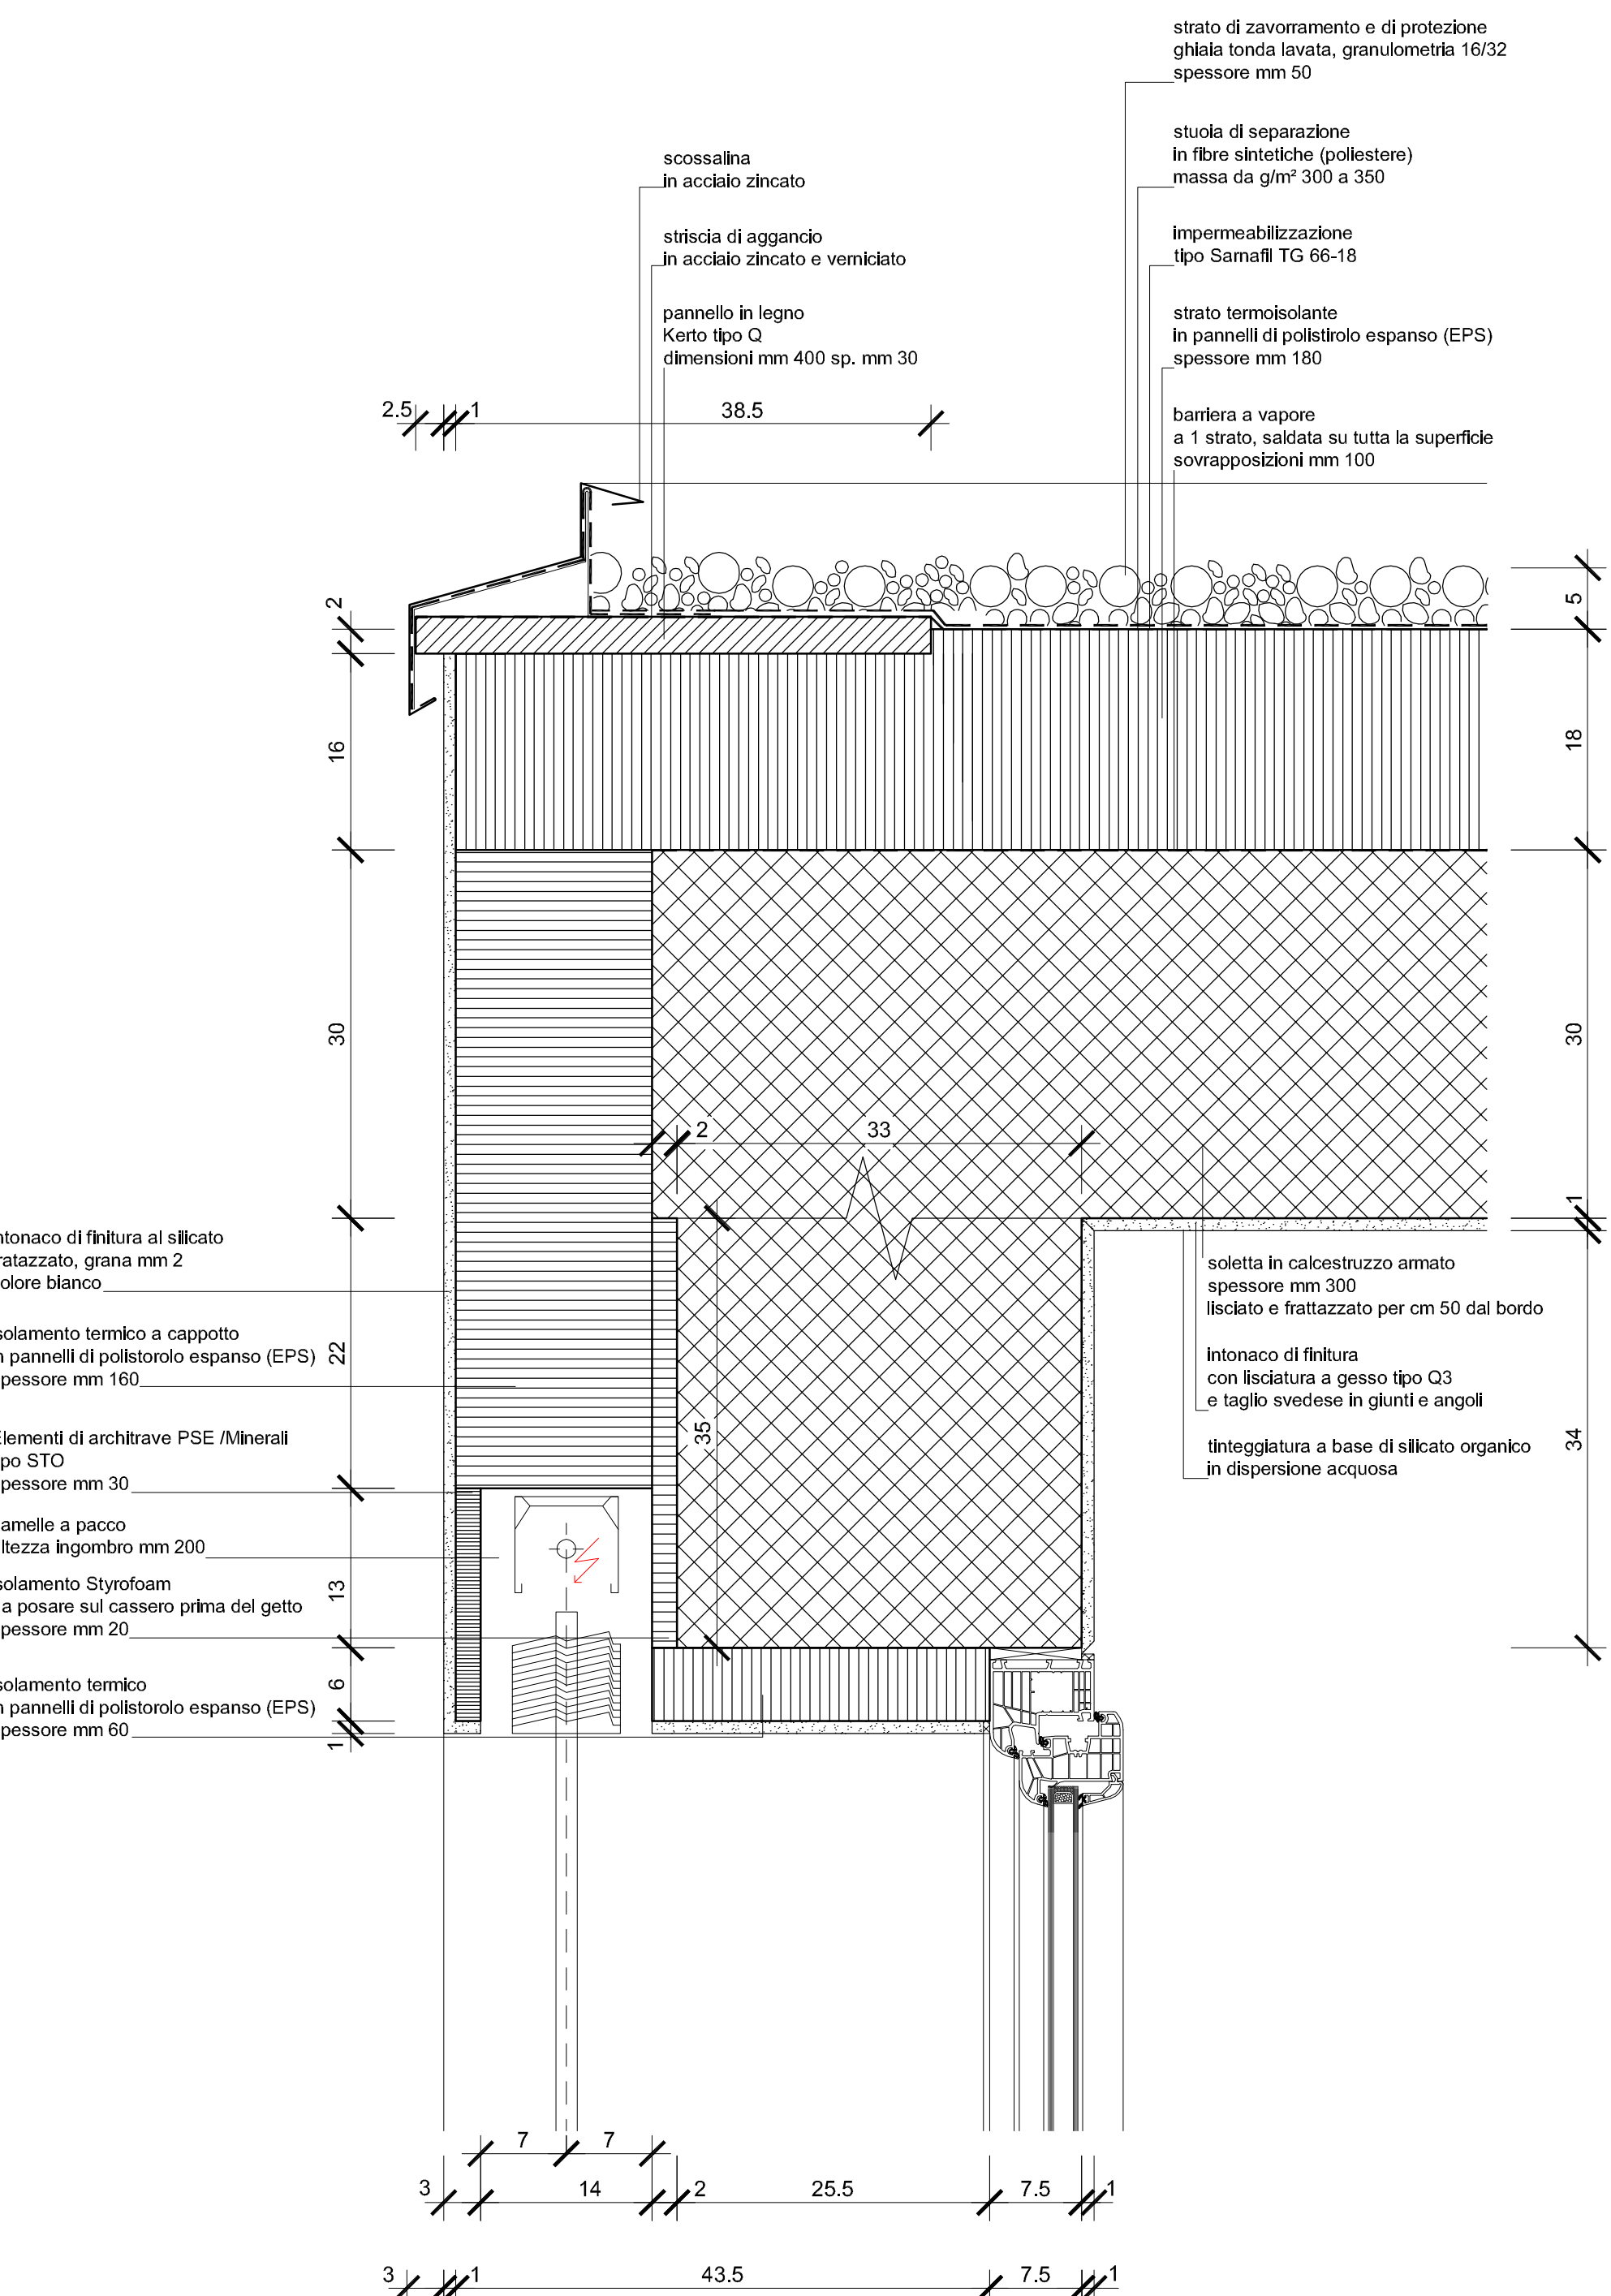 strato di zavorramento e di protezione
ghiaia tonda lavata, granulometria 16/32
spessore mm 50
stuoia di separazione
in fibre sintetiche (poliestere)
massa da g/m² 300 a 350
scossalina
in acciaio zincato
impermeabilizzazione
tipo Sarnafil TG 66-18
striscia di aggancio
in acciaio zincato e verniciato
strato termoisolante
in pannelli di polistirolo espanso (EPS)
spessore mm 180
pannello in legno
Kerto tipo Q
dimensioni mm 400 sp. mm 30
barriera a vapore
a 1 strato, saldata su tutta la superficie
sovrapposizioni mm 100
2.5 1 38.5
2
5
16
18
30
30
2 33
1
ntonaco di finitura al silicato
ratazzato, grana mm 2
olore bianco
solamento termico a cappotto
n pannelli di polistorolo espanso (EPS)
pessore mm 160
22
Elementi di architrave PSE /Minerali
po STO
pessore mm 30
amelle a pacco
ltezza ingombro mm 200
solamento Styrofoam
a posare sul cassero prima del getto
pessore mm 20
13
solamento termico
n pannelli di polistorolo espanso (EPS)
pessore mm 60
6
1
35
soletta in calcestruzzo armato
spessore mm 300
lisciato e frattazzato per cm 50 dal bordo
intonaco di finitura
con lisciatura a gesso tipo Q3
e taglio svedese in giunti e angoli
tinteggiatura a base di silicato organico
in dispersione acquosa
34
7 7
3 14 2 25.5 7.5 1
3 1 43.5 7.5 1